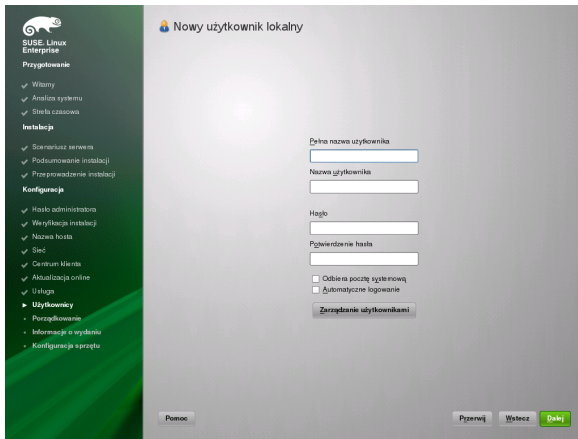 SUSE. Linux
Enterprise
Przygotowanie
Witamy
Analiza systemu
Strefa czasowa
Instalacja
Scenariusz serwera
Podsumowanie instalacji
Przeprowadzenie instalacji
Konfiguracja
Hasło administratora
Weryfikacja instalacji
Nazwa hosta
Sieć
Centrum klienta
Aktualizacja online
Usługa
Użytkownicy
Porządkowanie
Informacje o wydaniu
Konfiguracja sprzętu
Nowy użytkownik lokalny
Pełna nazwa użytkownika
Nazwa użytkownika
Hasło
Potwierdzenie hasła
Odbiera pocztę systemową
Automatyczne logowanie
Zarządzanie użytkownikami
Pomoc
Przerwij
Wstecz
Dalej